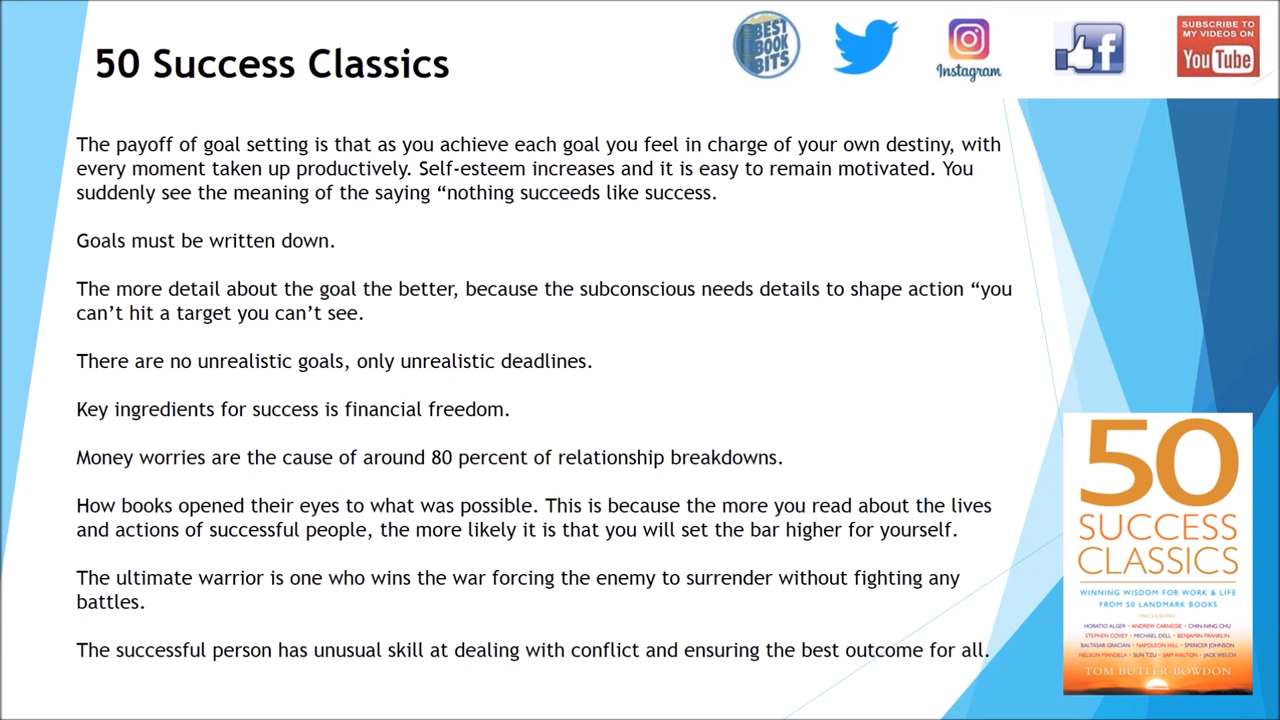 50 Success Classics
BEST
BOOK
BITS
Instagram
f
SUBSCRIBE TO
MY VIDEOS ON
YouTube
The payoff of goal setting is that as you achieve each goal you feel in charge of your own destiny, with
every moment taken up productively. Self-esteem increases and it is easy to remain motivated. You
suddenly see the meaning of the saying “nothing succeeds like success.
Goals must be written down.
The more detail about the goal the better, because the subconscious needs details to shape action “you
can’t hit a target you can’t see.
There are no unrealistic goals, only unrealistic deadlines.
Key ingredients for success is financial freedom.
Money worries are the cause of around 80 percent of relationship breakdowns.
How books opened their eyes to what was possible. This is because the more you read about the lives
and actions of successful people, the more likely it is that you will set the bar higher for yourself.
The ultimate warrior is one who wins the war forcing the enemy to surrender without fighting any
battles.
The successful person has unusual skill at dealing with conflict and ensuring the best outcome for all.
50
SUCCESS
CLASSICS
WINNING WISDOM FOR WORK & LIFE
FROM 50 LANDMARK BOOKS
INCLUDING
HORATIO ALGER • ANDREW CARNEGIE • CHIN-NING CHU
STEPHEN COVEY • MICHAEL DELL • BENJAMIN FRANKLIN
BALTASAR GRACIAN • NAPOLEON HILL • SPENCER JOHNSON
NELSON MANDELA • SUN TZU • SAM WALTON • JACK WELCH
TOM BUTLER-BOWDON